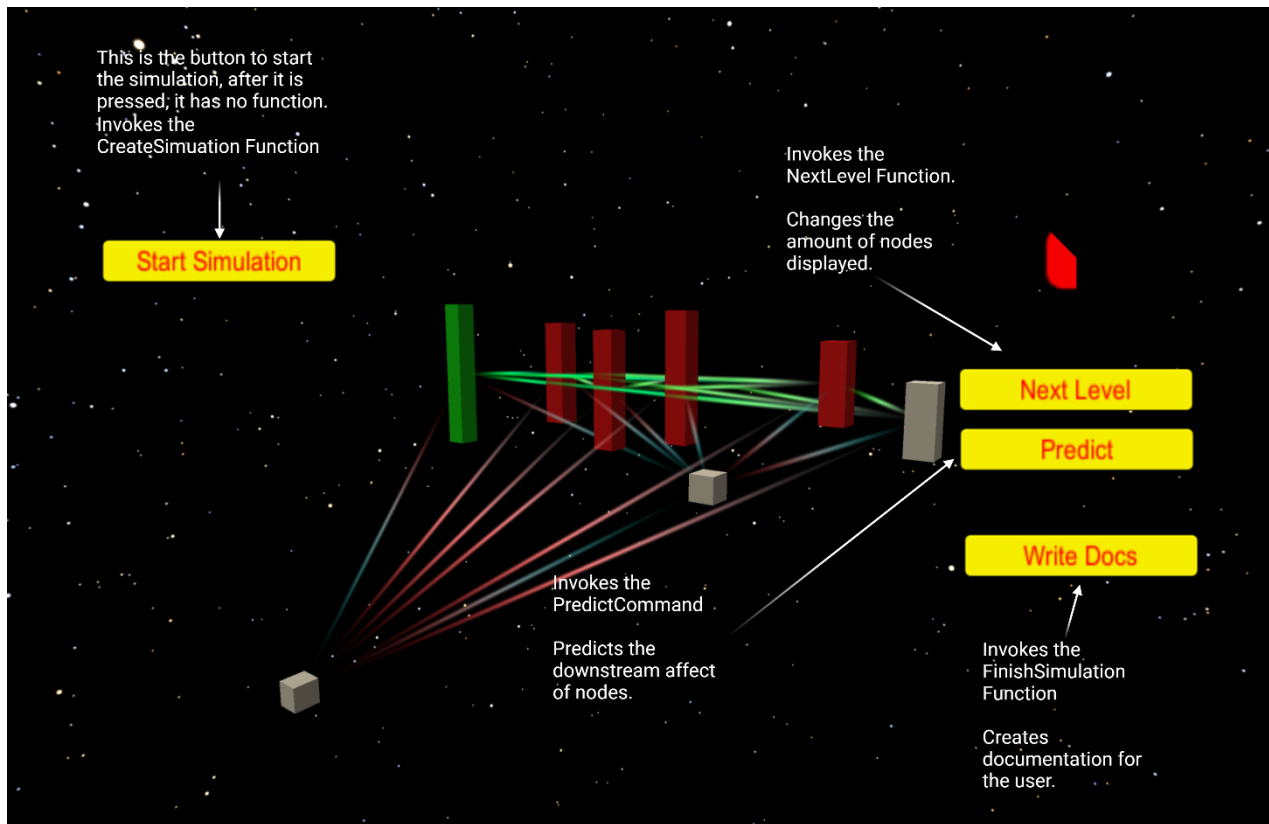 This is the button to start
the simulation, after it is
pressed, it has no function.
Invokes the
CreateSimuation Function
Start Simulation
Invokes the
NextLevel Function.
Changes the
amount of nodes
displayed.
Next Level
Predict
Write Docs
Invokes the
PredictCommand
Predicts the
downstream affect
of nodes.
Invokes the
FinishSimulation
Function
Creates
documentation for
the user.